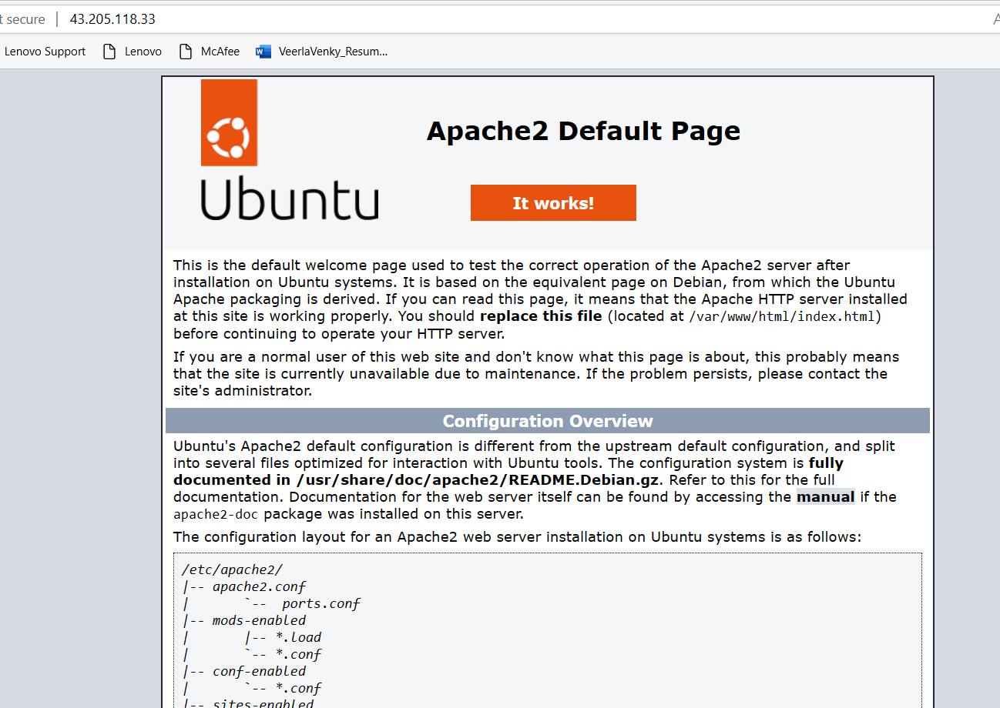 t secure | 43.205.118.33
Lenovo Support Lenovo McAfee VeerlaVenky_Resum...
Apache2 Default Page
Ubuntu
It works!
This is the default welcome page used to test the correct operation of the Apache2 server after
installation on Ubuntu systems. It is based on the equivalent page on Debian, from which the Ubuntu
Apache packaging is derived. If you can read this page, it means that the Apache HTTP server installed
at this site is working properly. You should replace this file (located at /var/www/html/index.html)
before continuing to operate your HTTP server.
If you are a normal user of this web site and don't know what this page is about, this probably means
that the site is currently unavailable due to maintenance. If the problem persists, please contact the
site's administrator.
Configuration Overview
Ubuntu's Apache2 default configuration is different from the upstream default configuration, and split
into several files optimized for interaction with Ubuntu tools. The configuration system is fully
documented in /usr/share/doc/apache2/README.Debian.gz. Refer to this for the full
documentation. Documentation for the web server itself can be found by accessing the manual if the
apache2-doc package was installed on this server.
The configuration layout for an Apache2 web server installation on Ubuntu systems is as follows:
/etc/apache2/
|-- apache2.conf
|       `--  ports.conf
|-- mods-enabled
|       |-- *.load
|       `-- *.conf
|-- conf-enabled
|       `-- *.conf
|-- sites-enabled